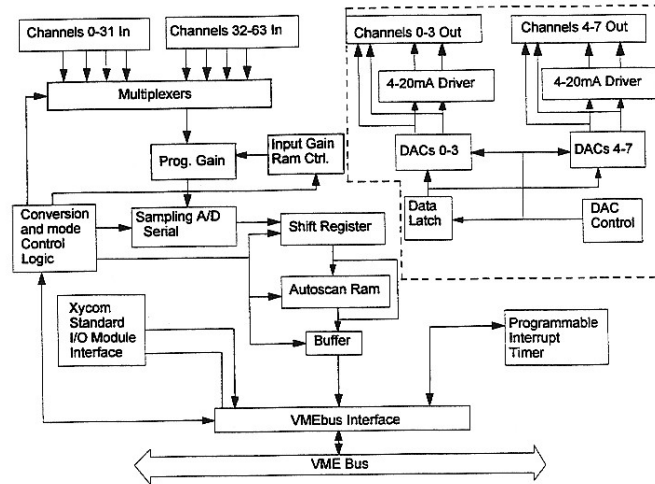 Channels 0-31 In
Channels 32-63 In
Channels 0-3 Out
Channels 4-7 Out
Multiplexers
4-20mA Driver
4-20mA Driver
Prog. Gain
Input Gain
Ram Ctrl.
DACs 0-3
DACs 4-7
Conversion
and mode
Control
Logic
Sampling A/D
Serial
Shift Register
Data
Latch
DAC
Control
Autoscan Ram
Xycom
Standard
I/O Module
Interface
Buffer
Programmable
Interrupt
Timer
VMEbus Interface
VME Bus